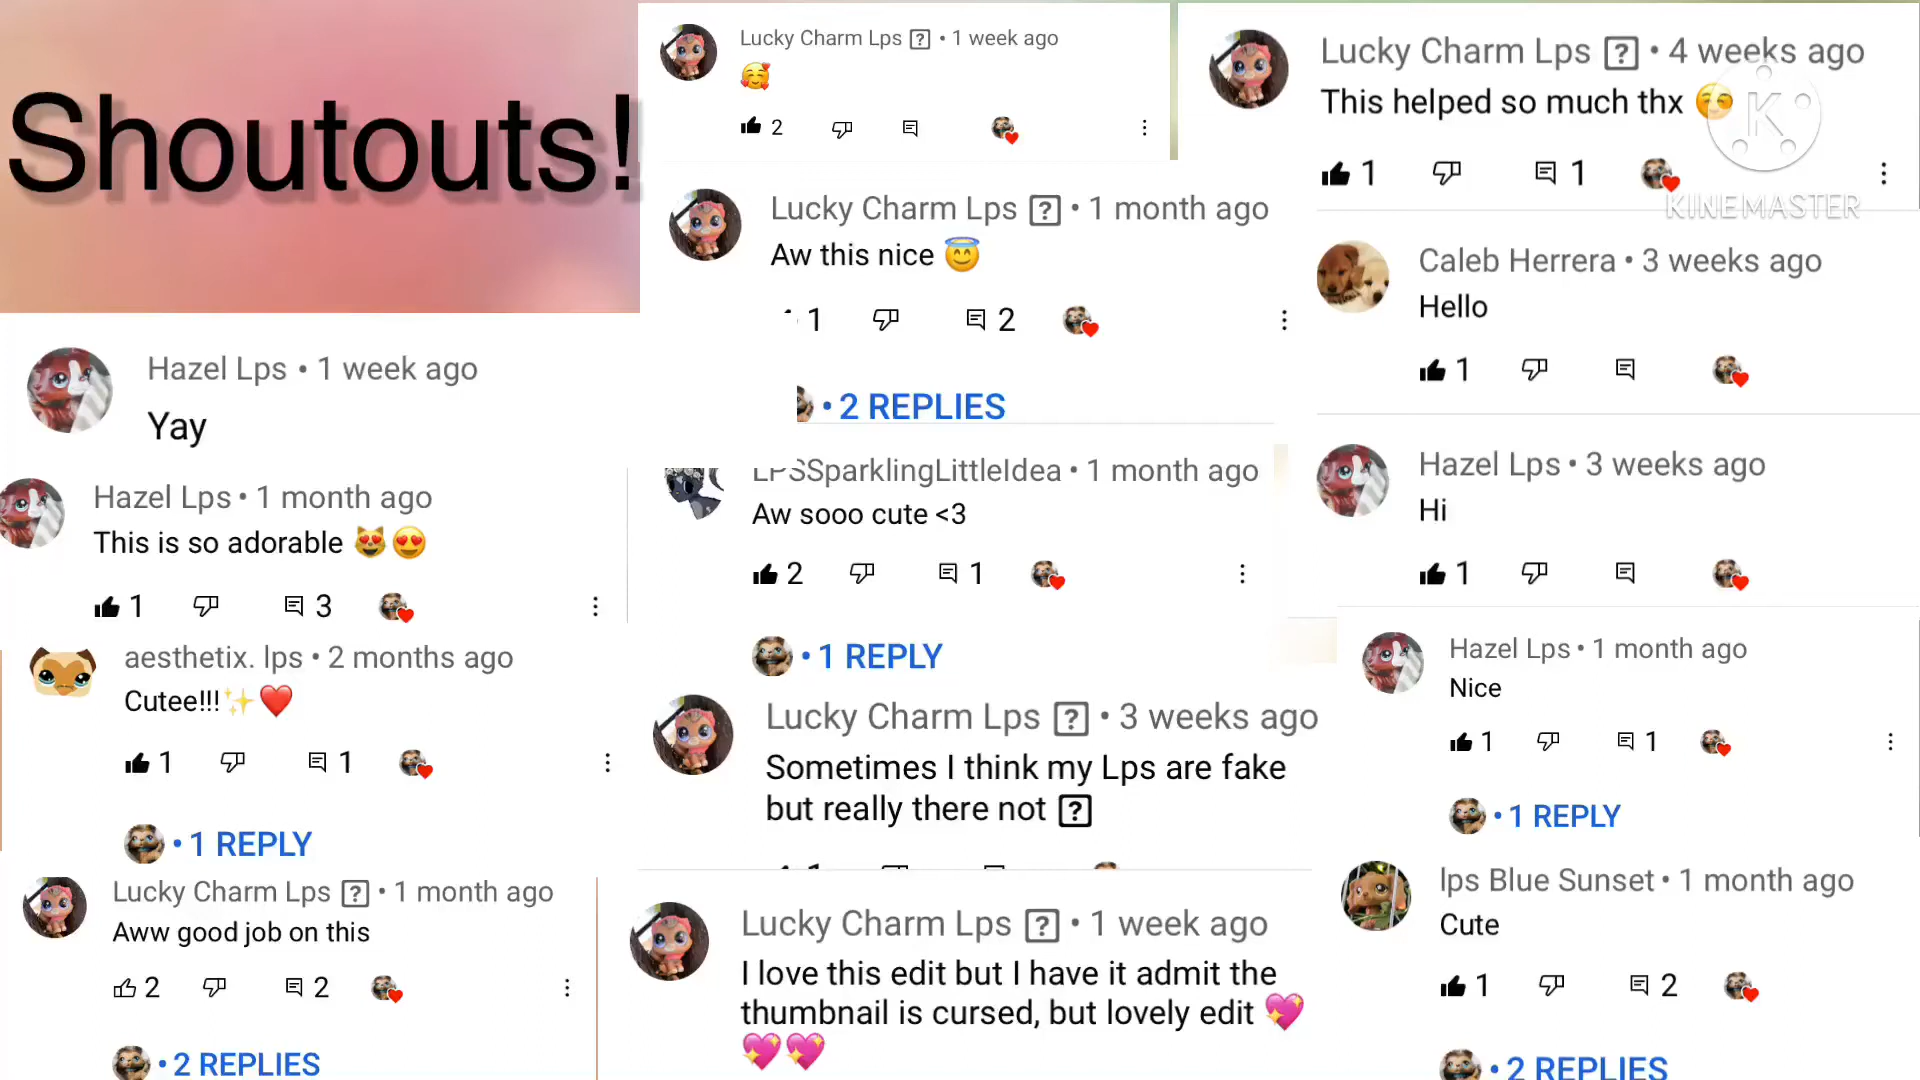 Shoutouts!
Hazel Lps • 1 week ago
Yay
Hazel Lps • 1 month ago
This is so adorable 😻😍
1 3
aesthetix. lps • 2 months ago
Cutee!!!✨❤️
1 1
• 1 REPLY
Lucky Charm Lps ? • 1 month ago
Aww good job on this
2 2
• 2 REPLIES
Lucky Charm Lps ? • 1 week ago
🥰
2
Lucky Charm Lps ? • 1 month ago
Aw this nice 😇
1 2
• 2 REPLIES
LPSSparklingLittleIdea • 1 month ago
Aw sooo cute <3
2 1
• 1 REPLY
Lucky Charm Lps ? • 3 weeks ago
Sometimes I think my Lps are fake
but really there not ?
Lucky Charm Lps ? • 1 week ago
I love this edit but I have it admit the
thumbnail is cursed, but lovely edit 💖
💖💖
Lucky Charm Lps ? • 4 weeks ago
This helped so much thx
1 1
K
KINEMASTER
Caleb Herrera • 3 weeks ago
Hello
1
Hazel Lps • 3 weeks ago
Hi
1
Hazel Lps • 1 month ago
Nice
1 1
• 1 REPLY
lps Blue Sunset • 1 month ago
Cute
1 2
• 2 REPLIES